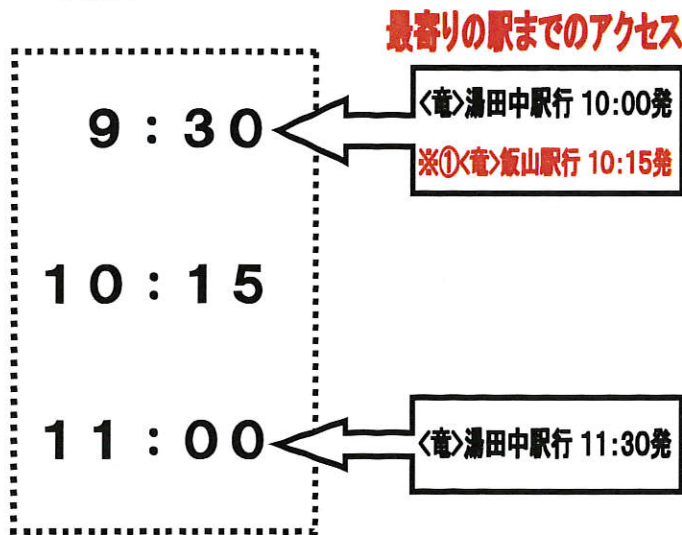 最寄りの駅までのアクセス
9:30
<竜>湯田中駅行 10:00発
※①<竜>飯山駅行 10:15発
10:15
11:00
<竜>湯田中駅行 11:30発